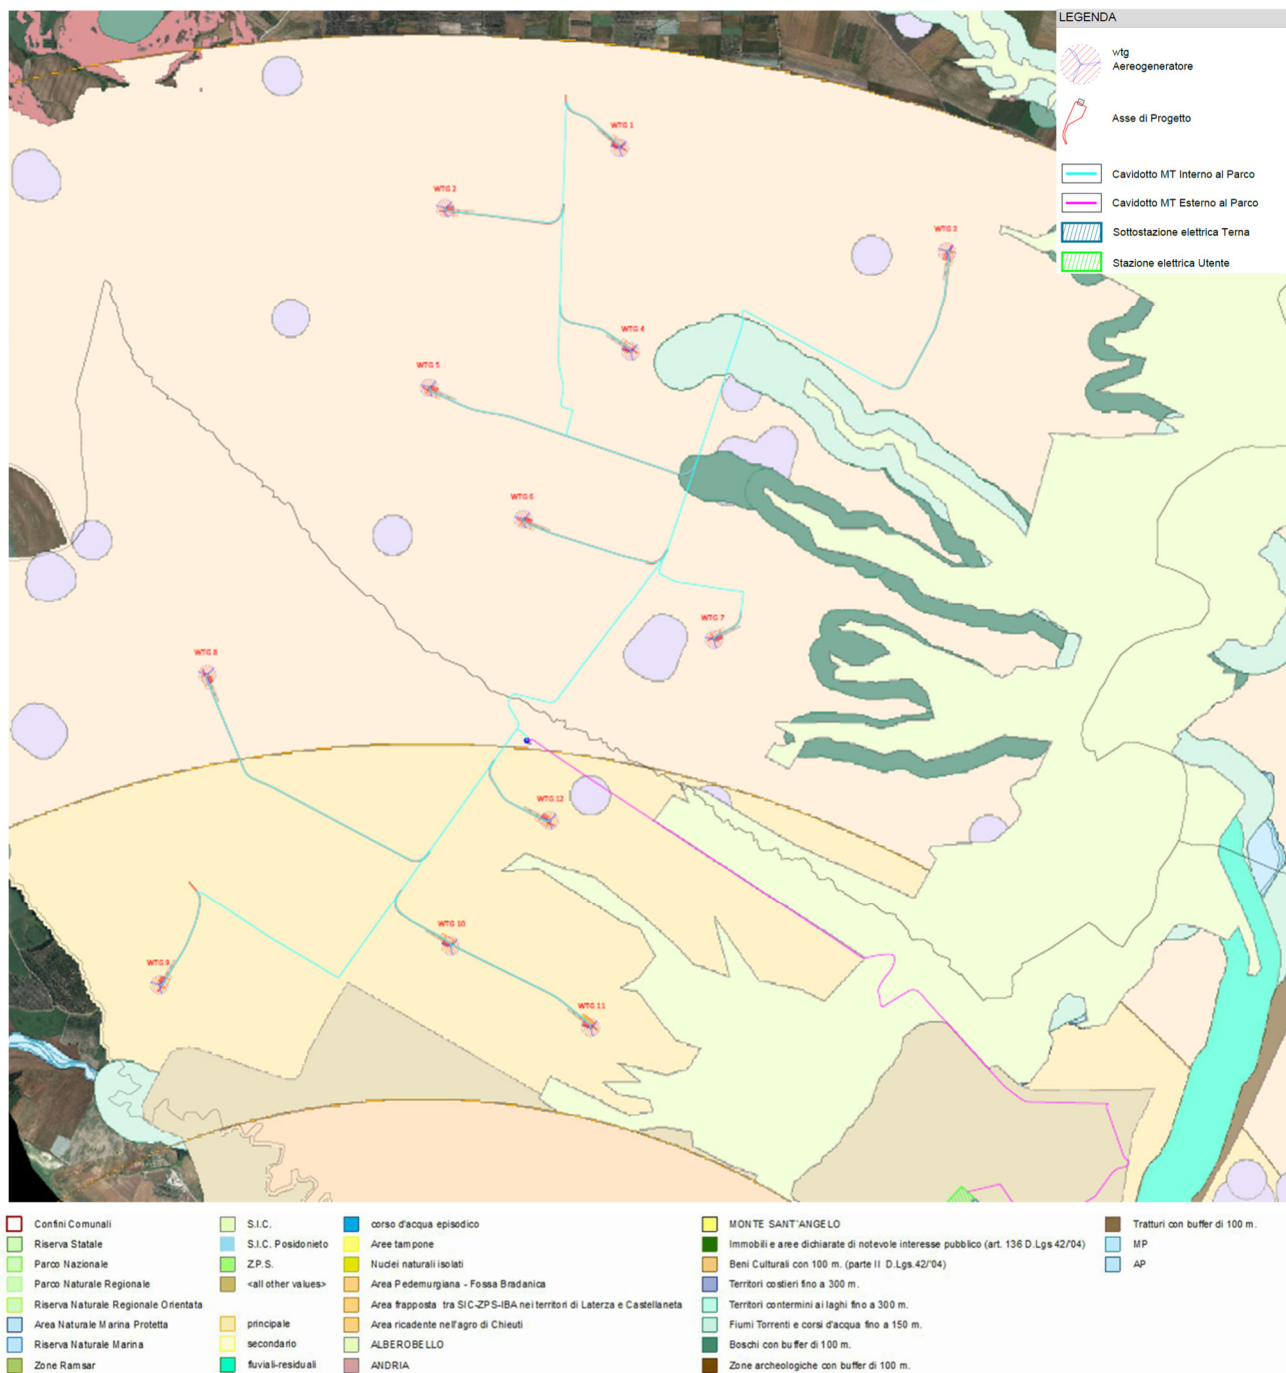 LEGENDA
wtg
Aereogeneratore
Asse di Progetto
Cavidotto MT Interno al Parco
Cavidotto MT Esterno al Parco
Sottostazione elettrica Terna
Stazione elettrica Utente
WTG 1
WTG 2
WTG 3
WTG 4
WTG 5
WTG 6
WTG 7
WTG 8
WTG 12
WTG 10
WTG 9
WTG 11
Confini Comunali
Riserva Statale
Parco Nazionale
Parco Naturale Regionale
Riserva Naturale Regionale Orientata
Area Naturale Marina Protetta
Riserva Naturale Marina
Zone Ramsar
S.I.C.
S.I.C. Posidonieto
Z.P.S.
<all other values>
principale
secondario
fluviali-residuali
corso d'acqua episodico
Aree tampone
Nuclei naturali isolati
Area Pedemurgiana - Fossa Bradanica
Area frapposta tra SIC-ZPS-IBA nei territori di Laterza e Castellaneta
Area ricadente nell'agro di Chieuti
ALBEROBELLO
ANDRIA
MONTE SANT'ANGELO
Immobili e aree dichiarate di notevole interesse pubblico (art. 136 D.Lgs 42/'04)
Beni Culturali con 100 m. (parte II D.Lgs.42/'04)
Territori costieri fino a 300 m.
Territori contermini ai laghi fino a 300 m.
Fiumi Torrenti e corsi d'acqua fino a 150 m.
Boschi con buffer di 100 m.
Zone archeologiche con buffer di 100 m.
Tratturi con buffer di 100 m.
MP
AP